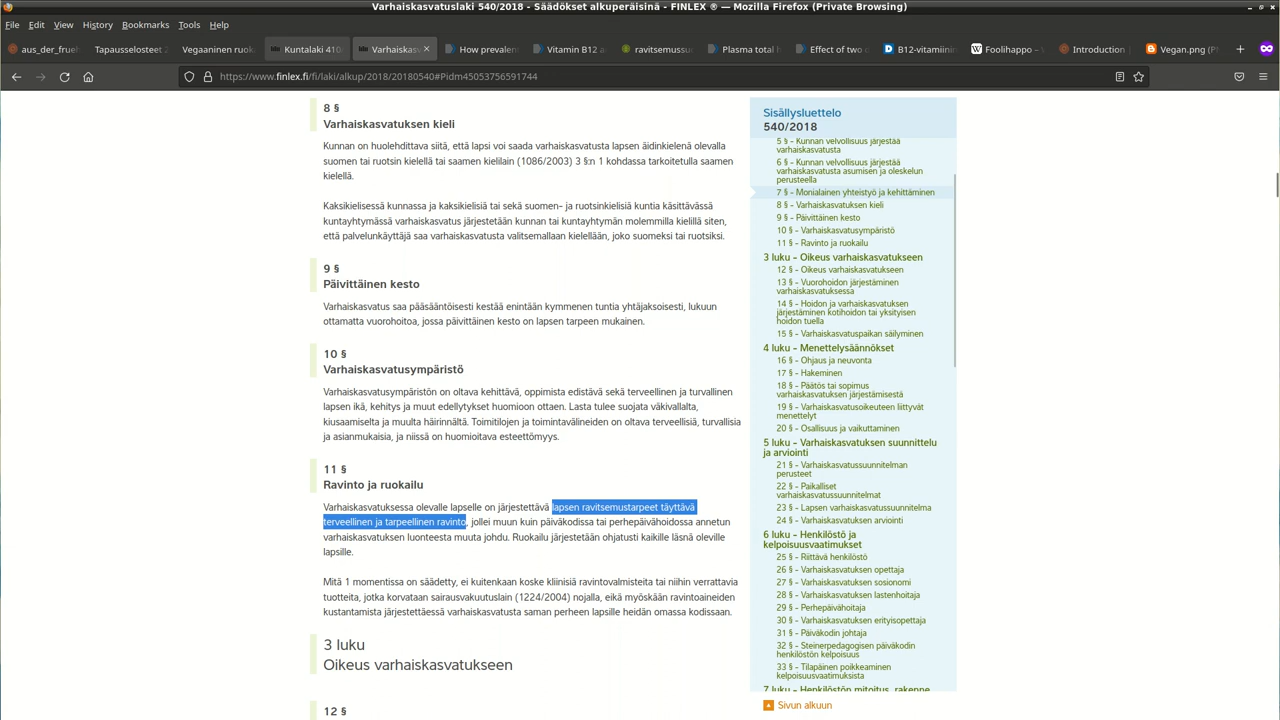 Varhaiskasvatuslaki 540/2018 - Säädökset alkuperäisinä - FINLEX ® — Mozilla Firefox (Private Browsing)
File Edit View History Bookmarks Tools Help
aus_der_frueh
Tapausselosteet 2
Vegaaninen ruok
Kuntalaki 410
Varhaiskas
How prevalent
Vitamin B12 a
ravitsemussuo
Plasma total h
Effect of two c
B12-vitamiini
Foolihappo – 
Introduction
Vegan.png (P
https://www.finlex.fi/fi/laki/alkup/2018/20180540#Pidm45053756591744
8 §
Varhaiskasvatuksen kieli
Kunnan on huolehdittava siitä, että lapsi voi saada varhaiskasvatusta lapsen äidinkielenä olevalla
suomen tai ruotsin kielellä tai saamen kielilain (1086/2003) 3 §:n 1 kohdassa tarkoitetulla saamen
kielellä.
Kaksikielisessä kunnassa ja kaksikielisiä tai sekä suomen- ja ruotsinkielisiä kuntia käsittävässä
kuntayhtymässä varhaiskasvatus järjestetään kunnan tai kuntayhtymän molemmilla kielillä siten,
että palvelunkäyttäjä saa varhaiskasvatusta valitsemallaan kielellään, joko suomeksi tai ruotsiksi.
9 §
Päivittäinen kesto
Varhaiskasvatus saa pääsääntöisesti kestää enintään kymmenen tuntia yhtäjaksoisesti, lukuun
ottamatta vuorohoitoa, jossa päivittäinen kesto on lapsen tarpeen mukainen.
10 §
Varhaiskasvatusympäristö
Varhaiskasvatusympäristön on oltava kehittävä, oppimista edistävä sekä terveellinen ja turvallinen
lapsen ikä, kehitys ja muut edellytykset huomioon ottaen. Lasta tulee suojata väkivallalta,
kiusaamiselta ja muulta häirinnältä. Toimitilojen ja toimintavälineiden on oltava terveellisiä, turvallisia
ja asianmukaisia, ja niissä on huomioitava esteettömyys.
11 §
Ravinto ja ruokailu
Varhaiskasvatuksessa olevalle lapselle on järjestettävä lapsen ravitsemustarpeet täyttävä
terveellinen ja tarpeellinen ravinto, jollei muun kuin päiväkodissa tai perhepäivähoidossa annetun
varhaiskasvatuksen luonteesta muuta johdu. Ruokailu järjestetään ohjatusti kaikille läsnä oleville
lapsille.
Mitä 1 momentissa on säädetty, ei kuitenkaan koske kliinisiä ravintovalmisteita tai niihin verrattavia
tuotteita, jotka korvataan sairausvakuutuslain (1224/2004) nojalla, eikä myöskään ravintoaineiden
kustantamista järjestettäessä varhaiskasvatusta saman perheen lapsille heidän omassa kodissaan.
3 luku
Oikeus varhaiskasvatukseen
12 §
Sisällysluettelo
540/2018
5 § - Kunnan velvollisuus järjestää
varhaiskasvatusta
6 § - Kunnan velvollisuus järjestää
varhaiskasvatusta asumisen ja oleskelun
perusteella
7 § - Monialainen yhteistyö ja kehittäminen
8 § - Varhaiskasvatuksen kieli
9 § - Päivittäinen kesto
10 § - Varhaiskasvatusympäristö
11 § - Ravinto ja ruokailu
3 luku - Oikeus varhaiskasvatukseen
12 § - Oikeus varhaiskasvatukseen
13 § - Vuorohoidon järjestäminen
varhaiskasvatuksessa
14 § - Hoidon ja varhaiskasvatuksen
järjestäminen kotihoidon tai yksityisen
hoidon tuella
15 § - Varhaiskasvatuspaikan säilyminen
4 luku - Menettelysäännökset
16 § - Ohjaus ja neuvonta
17 § - Hakeminen
18 § - Päätös tai sopimus
varhaiskasvatuksen järjestämisestä
19 § - Varhaiskasvatusoikeuteen liittyvät
menettelyt
20 § - Osallisuus ja vaikuttaminen
5 luku - Varhaiskasvatuksen suunnittelu
ja arviointi
21 § - Varhaiskasvatussuunnitelman
perusteet
22 § - Paikalliset
varhaiskasvatussuunnitelmat
23 § - Lapsen varhaiskasvatussuunnitelma
24 § - Varhaiskasvatuksen arviointi
6 luku - Henkilöstö ja
kelpoisuusvaatimukset
25 § - Riittävä henkilöstö
26 § - Varhaiskasvatuksen opettaja
27 § - Varhaiskasvatuksen sosionomi
28 § - Varhaiskasvatuksen lastenhoitaja
29 § - Perhepäivähoitaja
30 § - Varhaiskasvatuksen erityisopettaja
31 § - Päiväkodin johtaja
32 § - Steinerpedagogisen päiväkodin
henkilöstön kelpoisuus
33 § - Tilapäinen poikkeaminen
kelpoisuusvaatimuksista
7 luku - Henkilöstön mitoitus, rakenne
Sivun alkuun